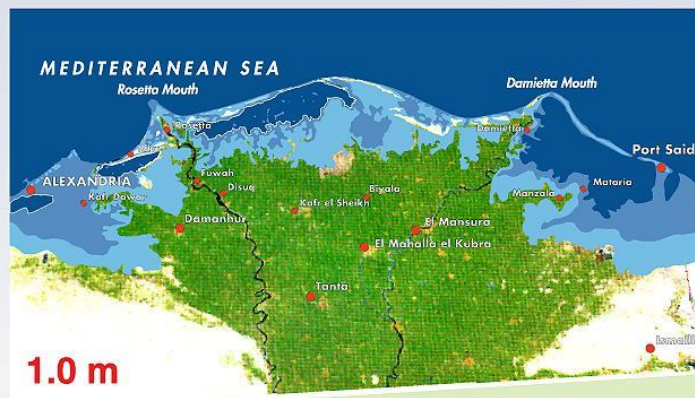 MEDITERRANEAN SEA
Rosetta Mouth
Damietta Mouth
Rosetta
Damietta
Port Said
ALEXANDRIA
Kafr Dawar
Fuwah
Disuq
Biyala
Manzala
Mataria
Kafr el Sheikh
Damanhur
El Mansura
El Mahalla el Kubra
Tanta
1.0 m